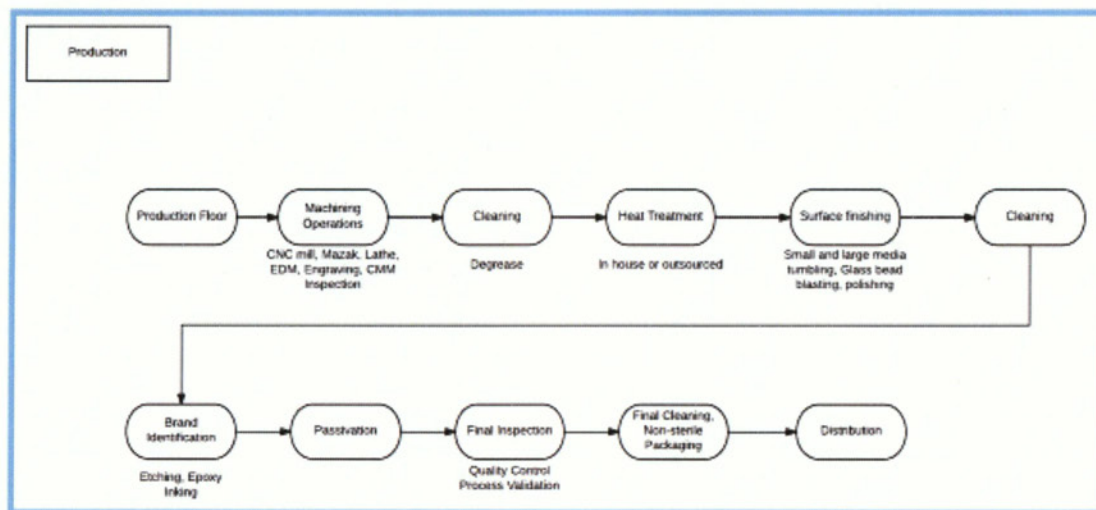 Production
Production Floor
Machining
Operations
Cleaning
Heat Treatment
Surface finishing
Cleaning
CNC mill, Mazak, Lathe,
EDM, Engraving, CMM
Inspection
Degrease
In house or outsourced
Small and large media
tumbling, Glass bead
blasting, polishing
Brand
Identification
Passivation
Final Inspection
Final Cleaning,
Non-sterile
Packaging
Distribution
Etching, Epoxy
Inking
Quality Control
Process Validation